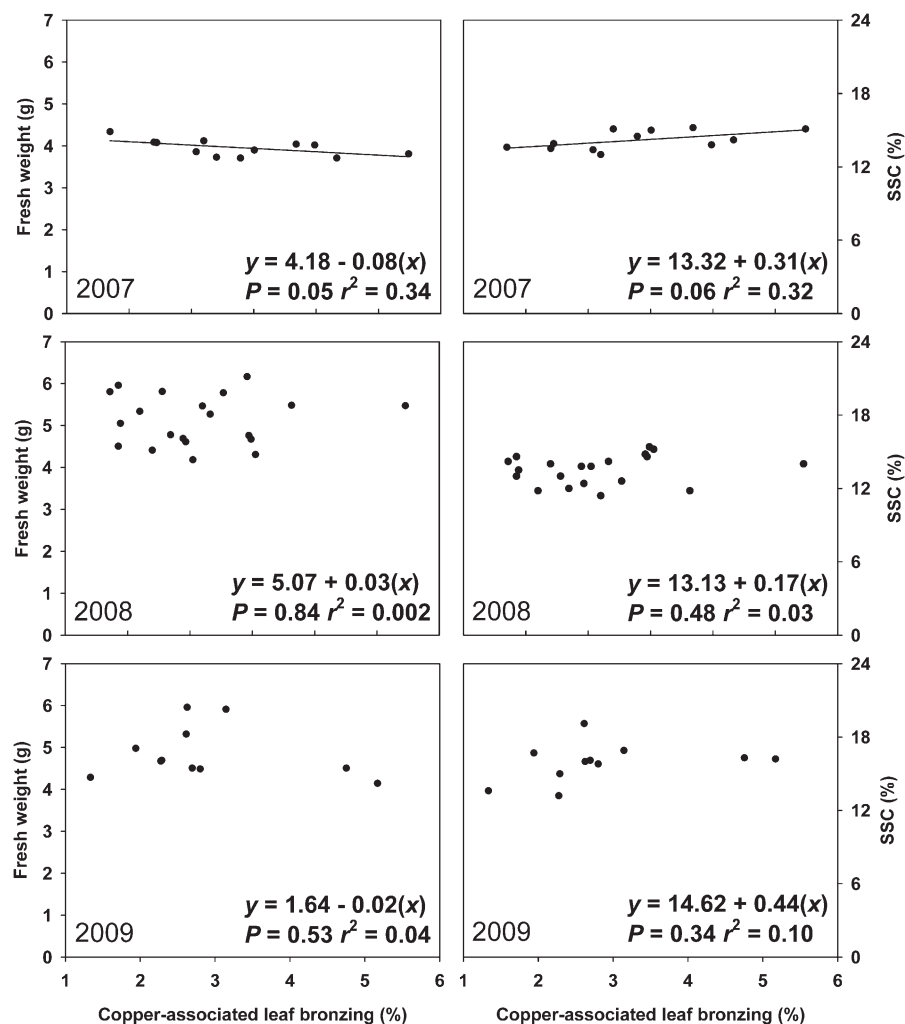 7
6
5
4
3
2
1
0
Fresh weight (g)
2007
y = 4.18 - 0.08(x)
P = 0.05 r² = 0.34
2007
y = 13.32 + 0.31(x)
P = 0.06 r² = 0.32
24
18
12
6
0
SSC (%)
7
6
5
4
3
2
1
0
Fresh weight (g)
2008
y = 5.07 + 0.03(x)
P = 0.84 r² = 0.002
2008
y = 13.13 + 0.17(x)
P = 0.48 r² = 0.03
24
18
12
6
0
SSC (%)
7
6
5
4
3
2
1
0
Fresh weight (g)
2009
y = 1.64 - 0.02(x)
P = 0.53 r² = 0.04
2009
y = 14.62 + 0.44(x)
P = 0.34 r² = 0.10
24
18
12
6
0
SSC (%)
1 2 3 4 5 6
Copper-associated leaf bronzing (%)
1 2 3 4 5 6
Copper-associated leaf bronzing (%)